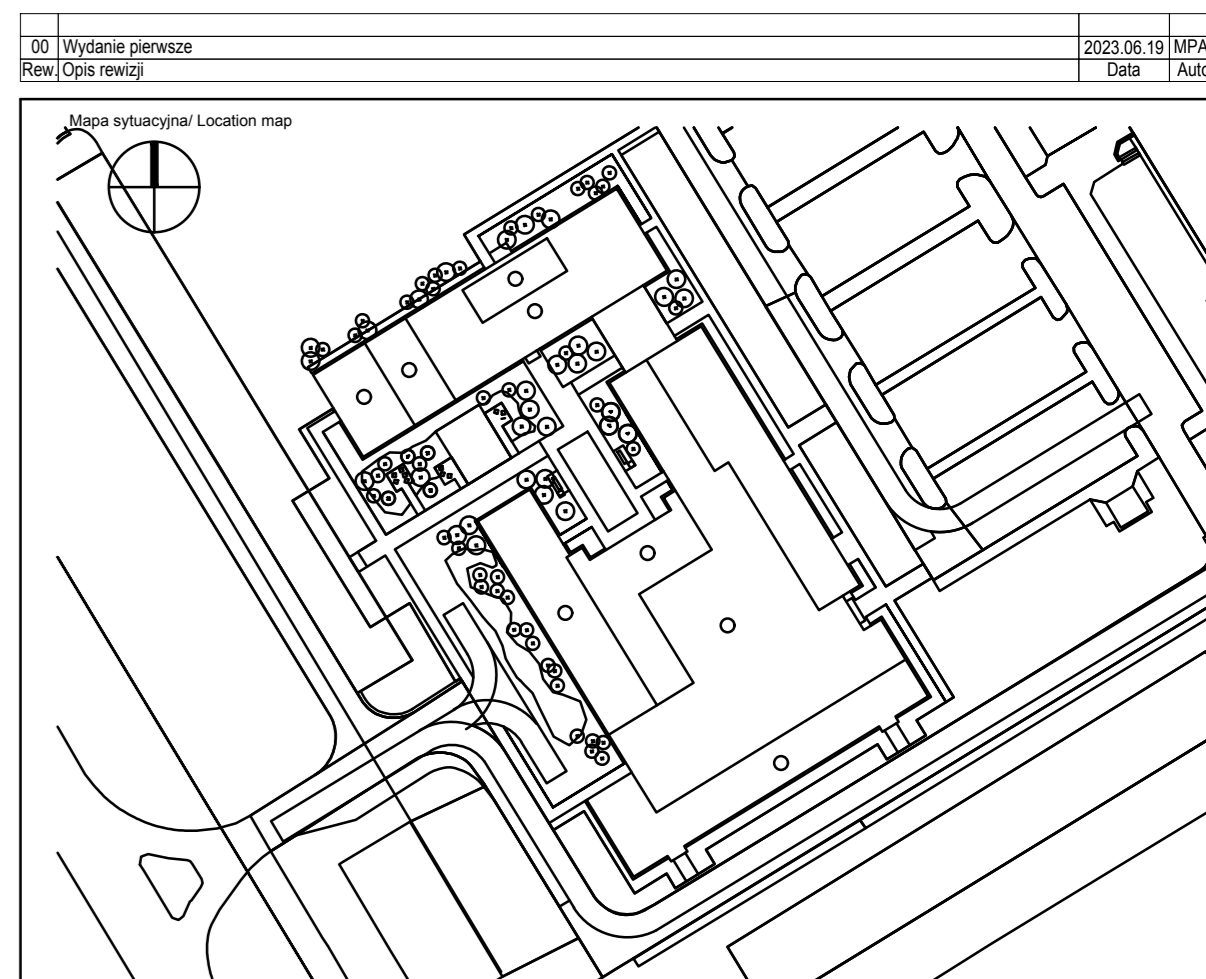 00 Wydanie pierwsze 2023.06.19 MPA
Rew. Opis rewizji Data
Mapa sytuacyjna/ Location map